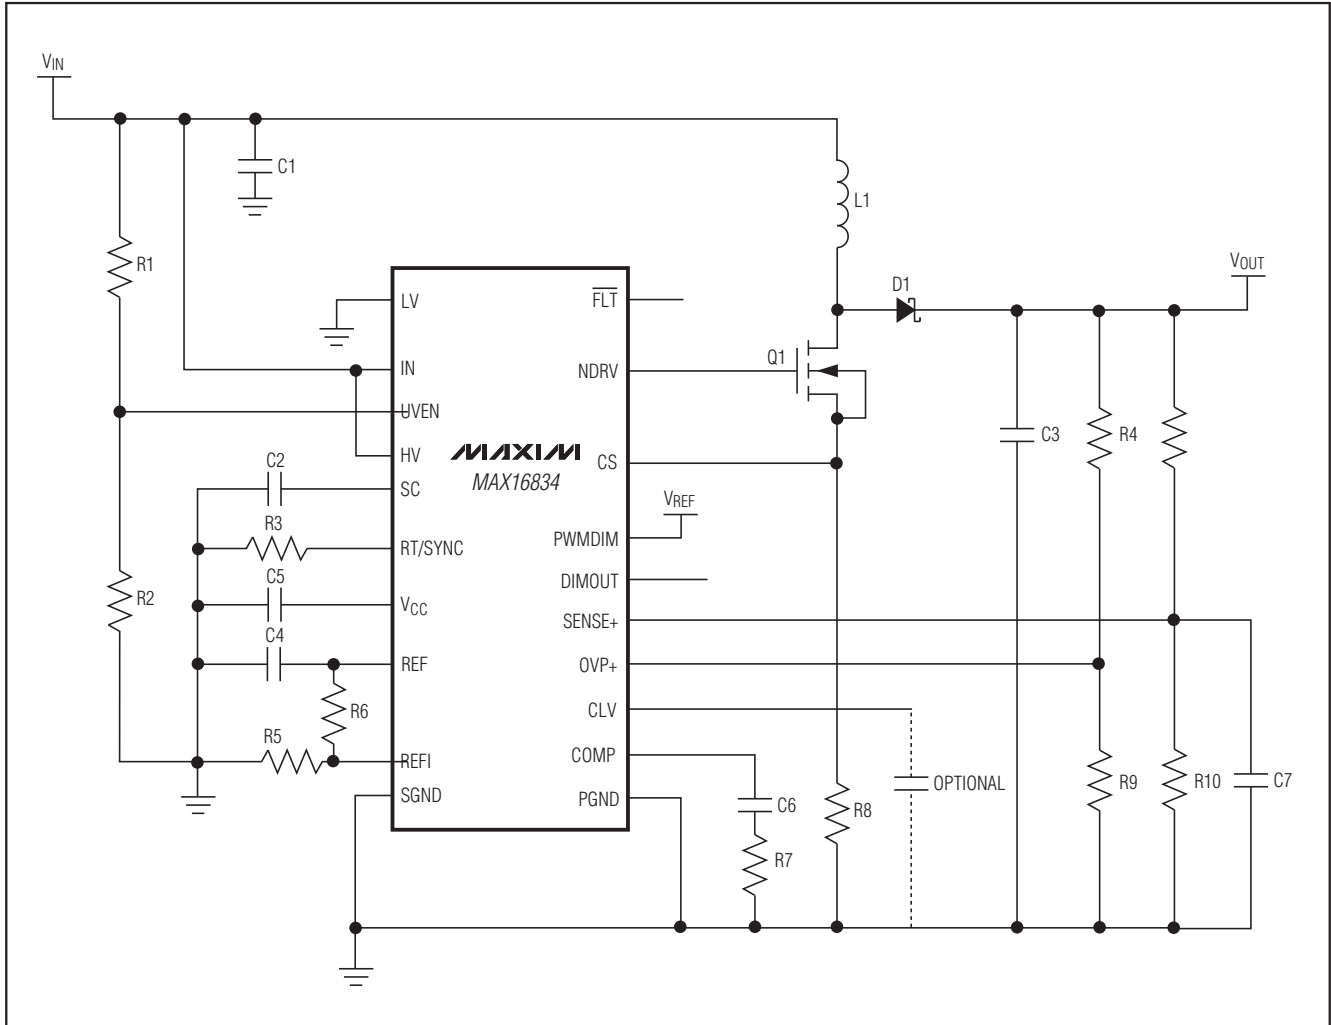 VIN
C1
L1
R1
VOUT
D1
LV
FLT
IN
NDRV
Q1
UVEN
HV
MAXIM
MAX16834
CS
C3
R4
C2
SC
VREF
R3
RT/SYNC
PWMDIM
C5
VCC
DIMOUT
R2
C4
SENSE+
REF
OVP+
R6
CLV
R5
REFI
COMP
OPTIONAL
R9
R10
C7
SGND
PGND
C6
R8
R7